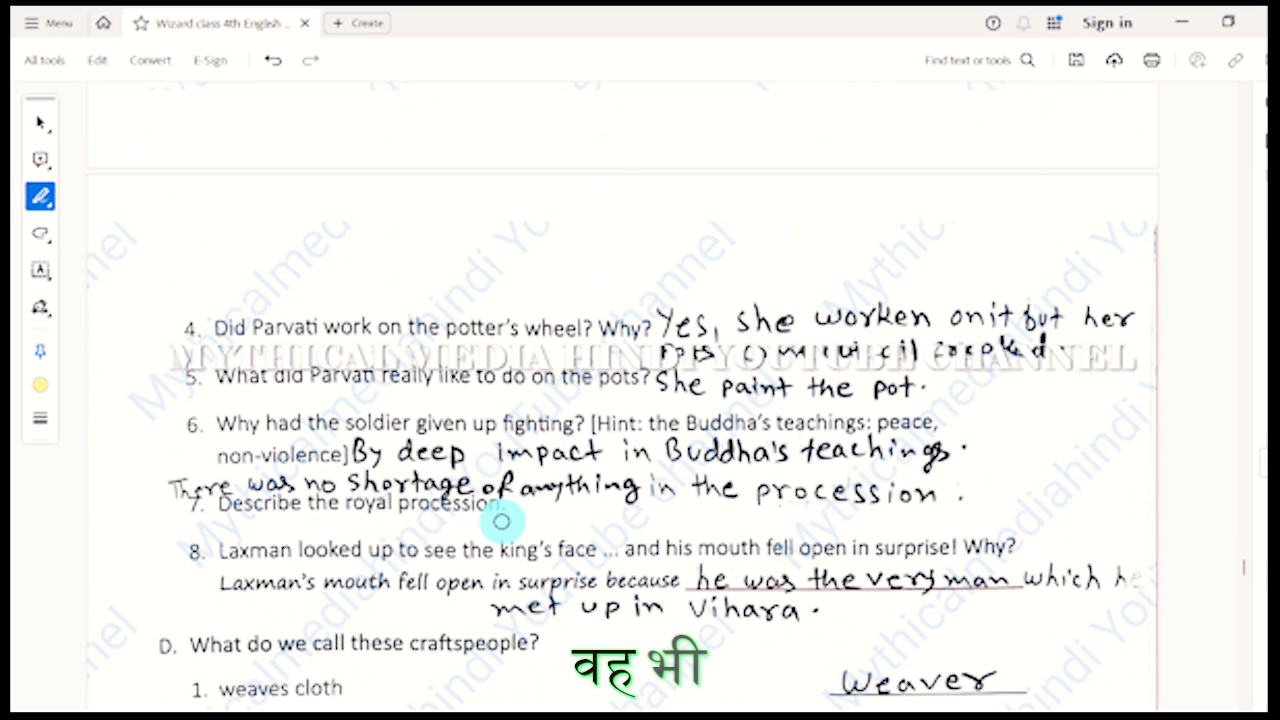 Menu Wizard class 4th English .. × + Create Sign in
All tools Edit Convert E-Sign Find text or tools
4. Did Parvati work on the potter's wheel? Why? Yes, she worken on it but her
MYTHICAL MEDIA HINDI YOUTUBE CHANNEL
5. What did Parvati really like to do on the pots? She paint the pot.
6. Why had the soldier given up fighting? [Hint: the Buddha's teachings; peace,
non-violence] By deep impact in Buddha's teachings.
There was no shortage of anything in the procession.
7. Describe the royal procession.
8. Laxman looked up to see the king's face ... and his mouth fell open in surprise! Why?
Laxman's mouth fell open in surprise because he was the very man which he
met up in Vihara.
D. What do we call these craftspeople?
वह भी
1. weaves cloth Weaver